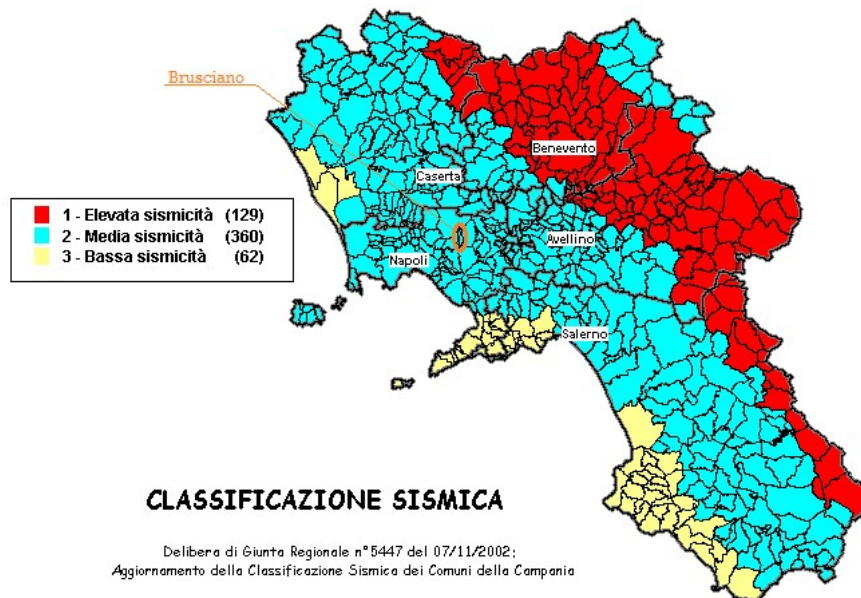 Brusciano
Benevento
Caserta
1 - Elevata sismicità (129)
2 - Media sismicità (360)
3 - Bassa sismicità (62)
Avellino
Napoli
Salerno
CLASSIFICAZIONE SISMICA
Delibera di Giunta Regionale n°5447 del 07/11/2002;
Aggiornamento della Classificazione Sismica dei Comuni della Campania